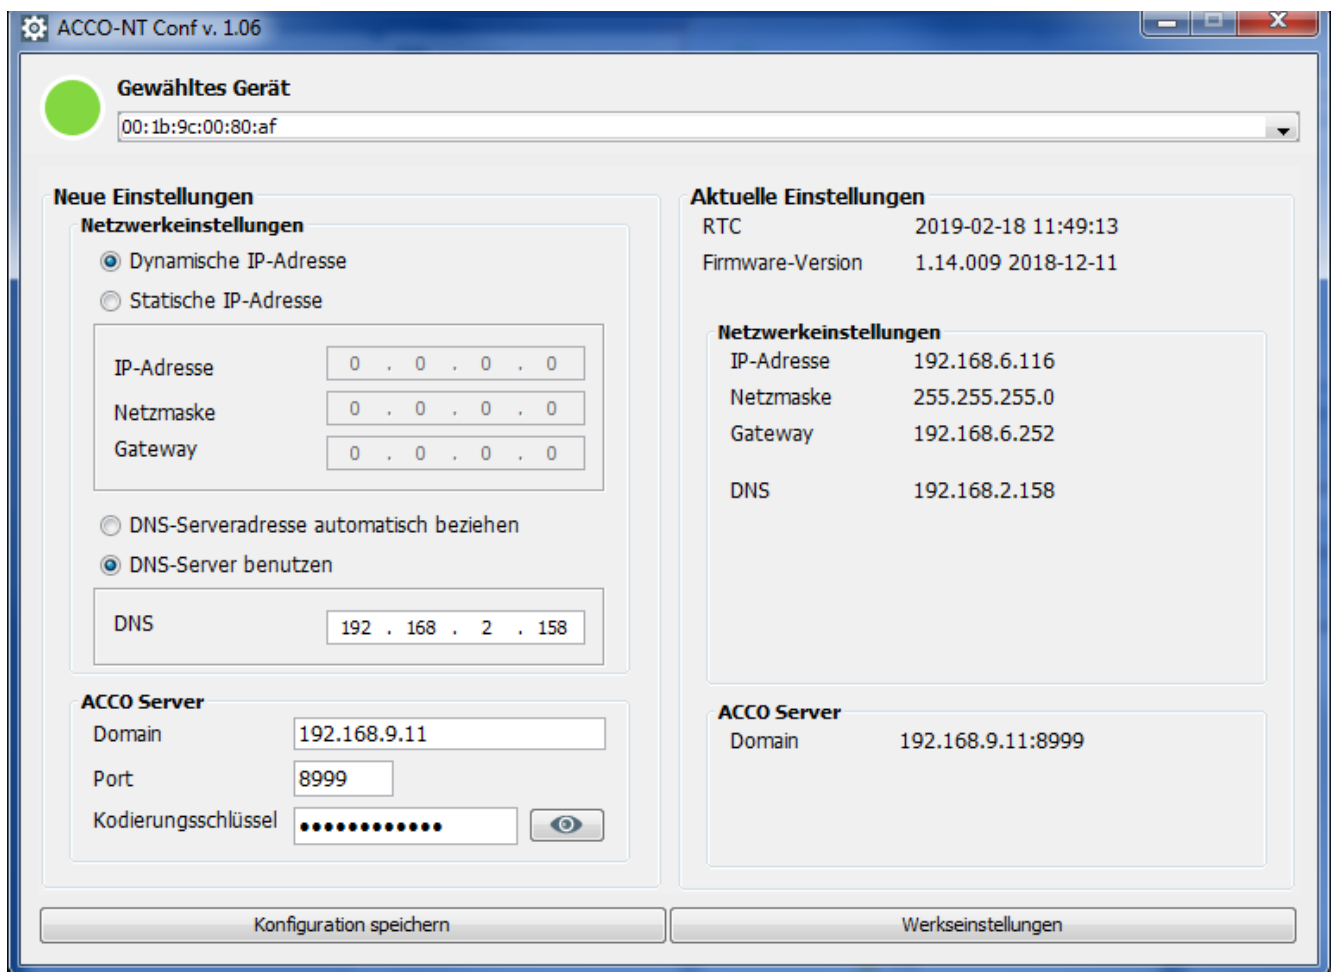 ACCO-NT Conf v. 1.06
Gewähltes Gerät
00:1b:9c:00:80:af
Neue Einstellungen
Netzwerkeinstellungen
Dynamische IP-Adresse
Statische IP-Adresse
IP-Adresse 0 . 0 . 0 . 0
Netzmaske 0 . 0 . 0 . 0
Gateway 0 . 0 . 0 . 0
DNS-Serveradresse automatisch beziehen
DNS-Server benutzen
DNS 192 . 168 . 2 . 158
ACCO Server
Domain 192.168.9.11
Port 8999
Kodierungsschlüssel ●●●●●●●●●●●●
Aktuelle Einstellungen
RTC 2019-02-18 11:49:13
Firmware-Version 1.14.009 2018-12-11
Netzwerkeinstellungen
IP-Adresse 192.168.6.116
Netzmaske 255.255.255.0
Gateway 192.168.6.252
DNS 192.168.2.158
ACCO Server
Domain 192.168.9.11:8999
Konfiguration speichern
Werkseinstellungen